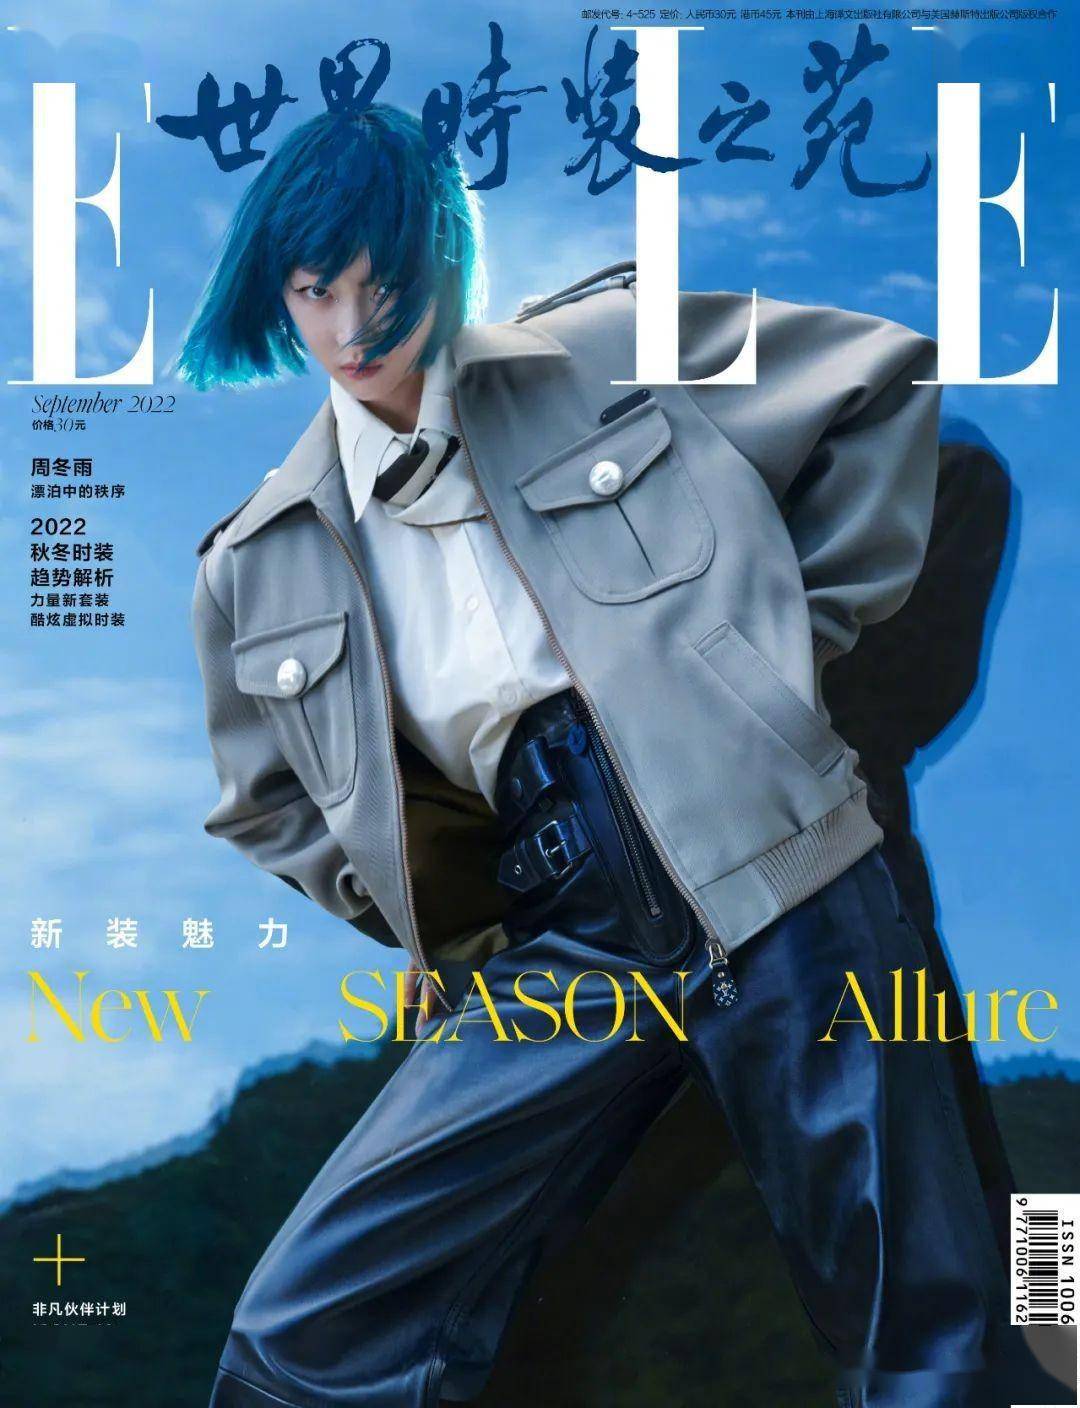 邮发代号: 4-525 定价: 人民币30元 港币45元 本刊由上海译文出版社有限公司与美国赫斯特出版公司版权合作
ELLE
世界時裝之苑
September 2022
价格30元
周冬雨
漂泊中的秩序
2022
秋冬时装
趋势解析
力量新套装
酷炫虚拟时装
新装魅力
New SEASON Allure
+
非凡伙伴计划
ISSN 1006
9 771006 1162